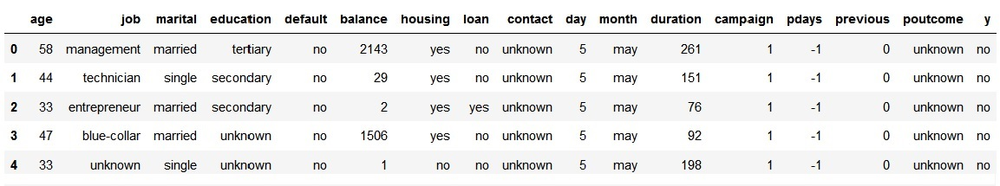 age job marital education default balance housing loan contact day month duration campaign pdays previous poutcome y
0 58 management married tertiary no 2143 yes no unknown 5 may 261 1 -1 0 unknown no
1 44 technician single secondary no 29 yes no unknown 5 may 151 1 -1 0 unknown no
2 33 entrepreneur married secondary no 2 yes yes unknown 5 may 76 1 -1 0 unknown no
3 47 blue-collar married unknown no 1506 yes no unknown 5 may 92 1 -1 0 unknown no
4 33 unknown single unknown no 1 no no unknown 5 may 198 1 -1 0 unknown no